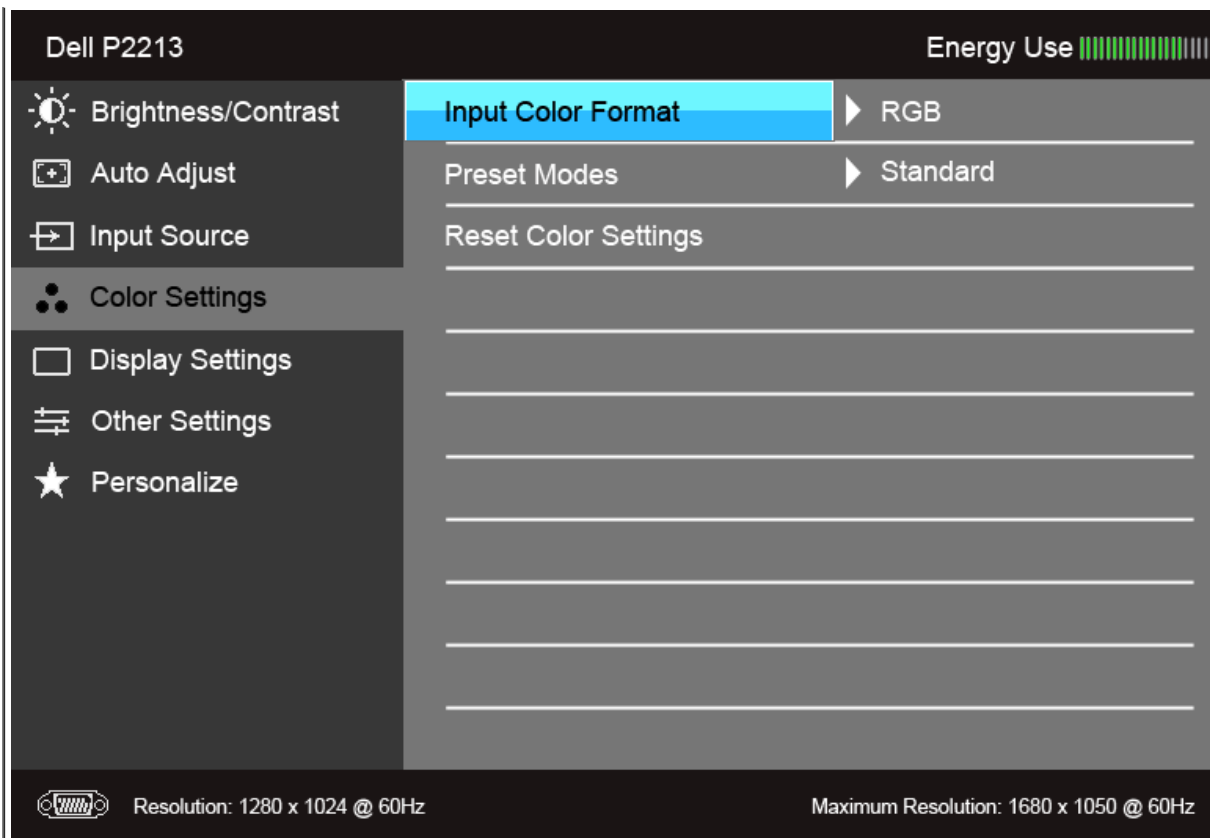 Dell P2213 Energy Use
Brightness/Contrast
Auto Adjust
Input Source
Color Settings
Display Settings
Other Settings
Personalize
Input Color Format RGB
Preset Modes Standard
Reset Color Settings
Resolution: 1280 x 1024 @ 60Hz Maximum Resolution: 1680 x 1050 @ 60Hz